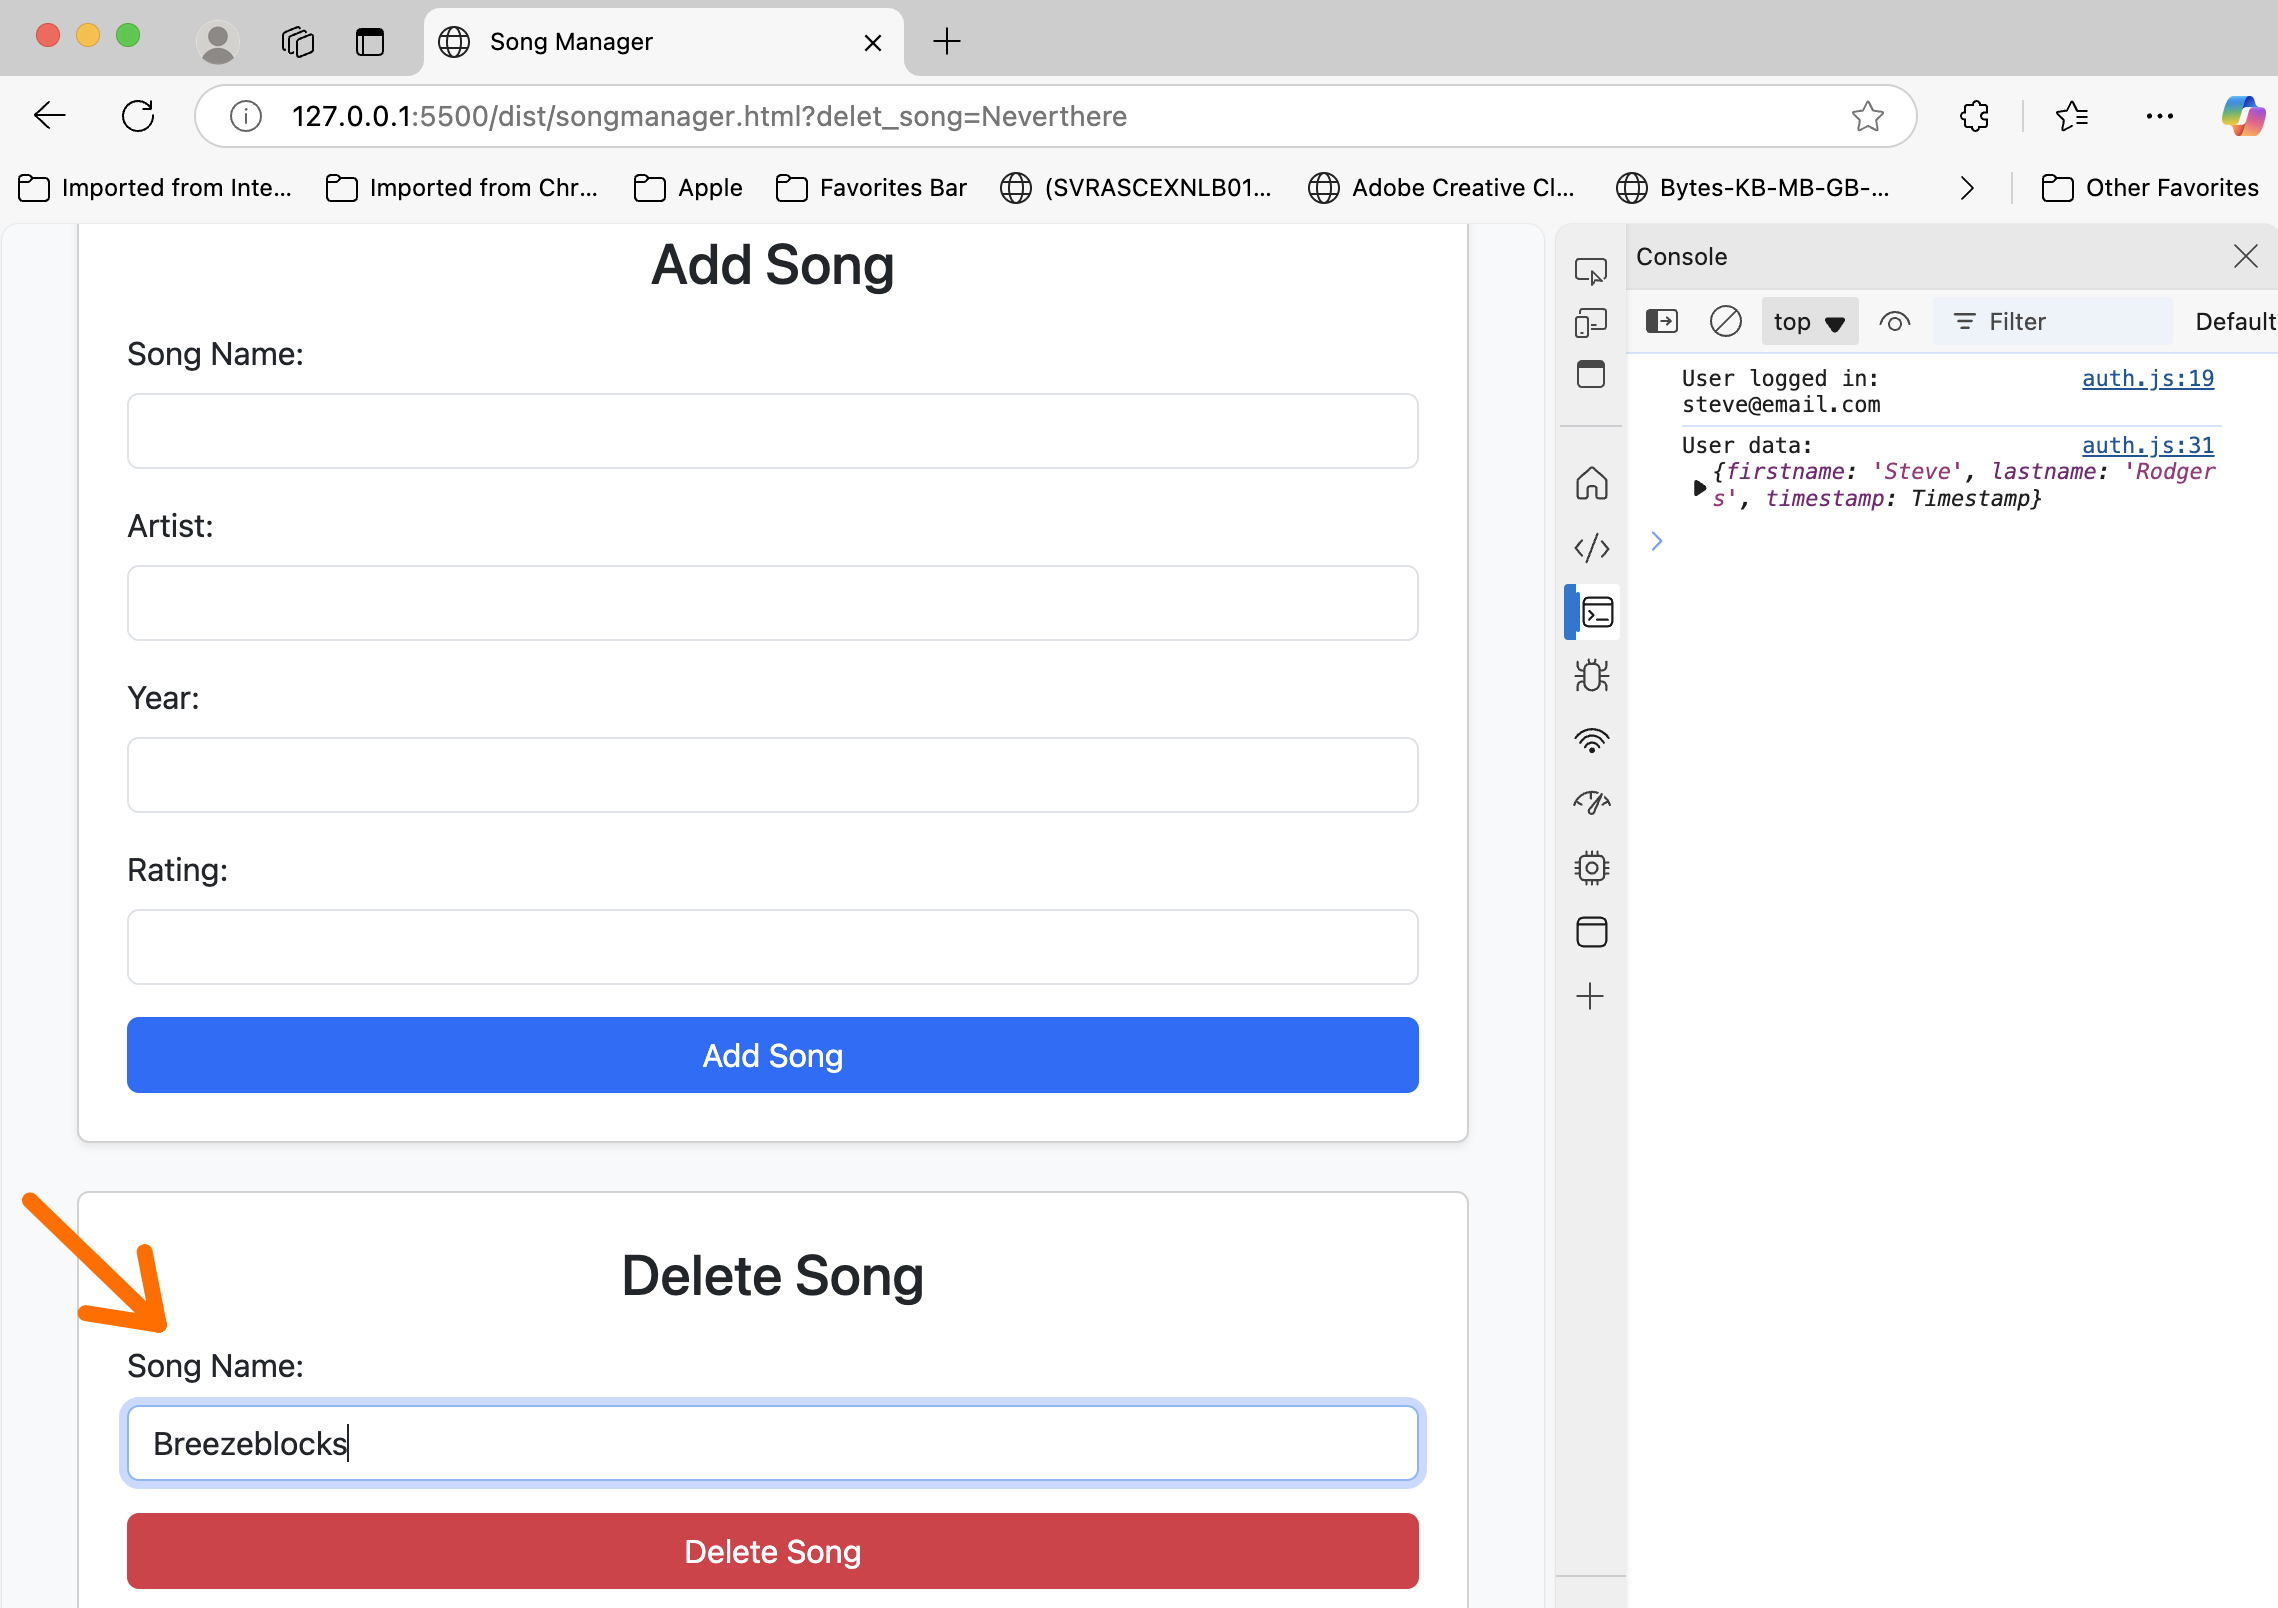 Song Manager
127.0.0.1:5500/dist/songmanager.html?delet_song=Neverthere
Imported from Inte...
Imported from Chr...
Apple
Favorites Bar
(SVRASCEXNLB01...
Adobe Creative Cl...
Bytes-KB-MB-GB-...
Other Favorites
Add Song
Song Name:
Artist:
Year:
Rating:
Add Song
Delete Song
Song Name:
Breezeblocks
Delete Song
Console
top
Filter
Default
User logged in: auth.js:19
steve@email.com
User data: auth.js:31
{firstname: 'Steve', lastname: 'Rodger
s', timestamp: Timestamp}